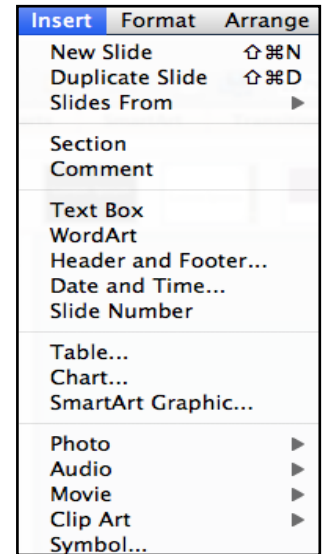 Insert Format Arrange
New Slide ⇧⌘N
Duplicate Slide ⇧⌘D
Slides From ▶
Section
Comment
Text Box
WordArt
Header and Footer...
Date and Time...
Slide Number
Table...
Chart...
SmartArt Graphic...
Photo ▶
Audio ▶
Movie ▶
Clip Art ▶
Symbol...